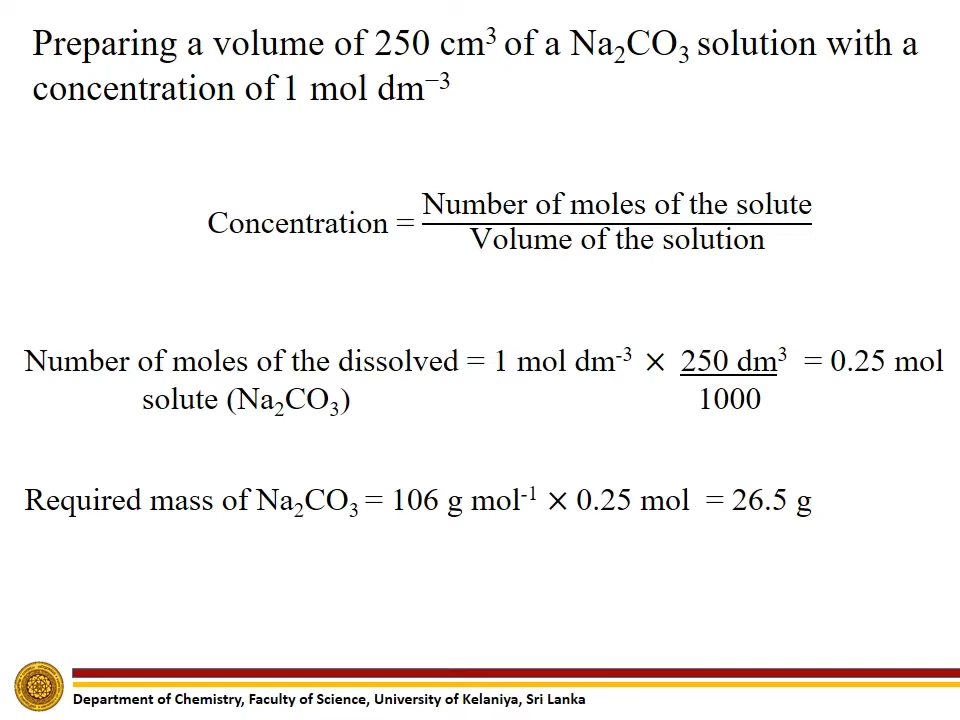 Preparing a volume of 250 cm³ of a Na₂CO₃ solution with a
concentration of 1 mol dm⁻³
Number of moles of the solute
Concentration =
Volume of the solution
Number of moles of the dissolved = 1 mol dm⁻³ × 250 dm³ = 0.25 mol
solute (Na₂CO₃) 1000
Required mass of Na₂CO₃ = 106 g mol⁻¹ × 0.25 mol = 26.5 g
Department of Chemistry, Faculty of Science, University of Kelaniya, Sri Lanka